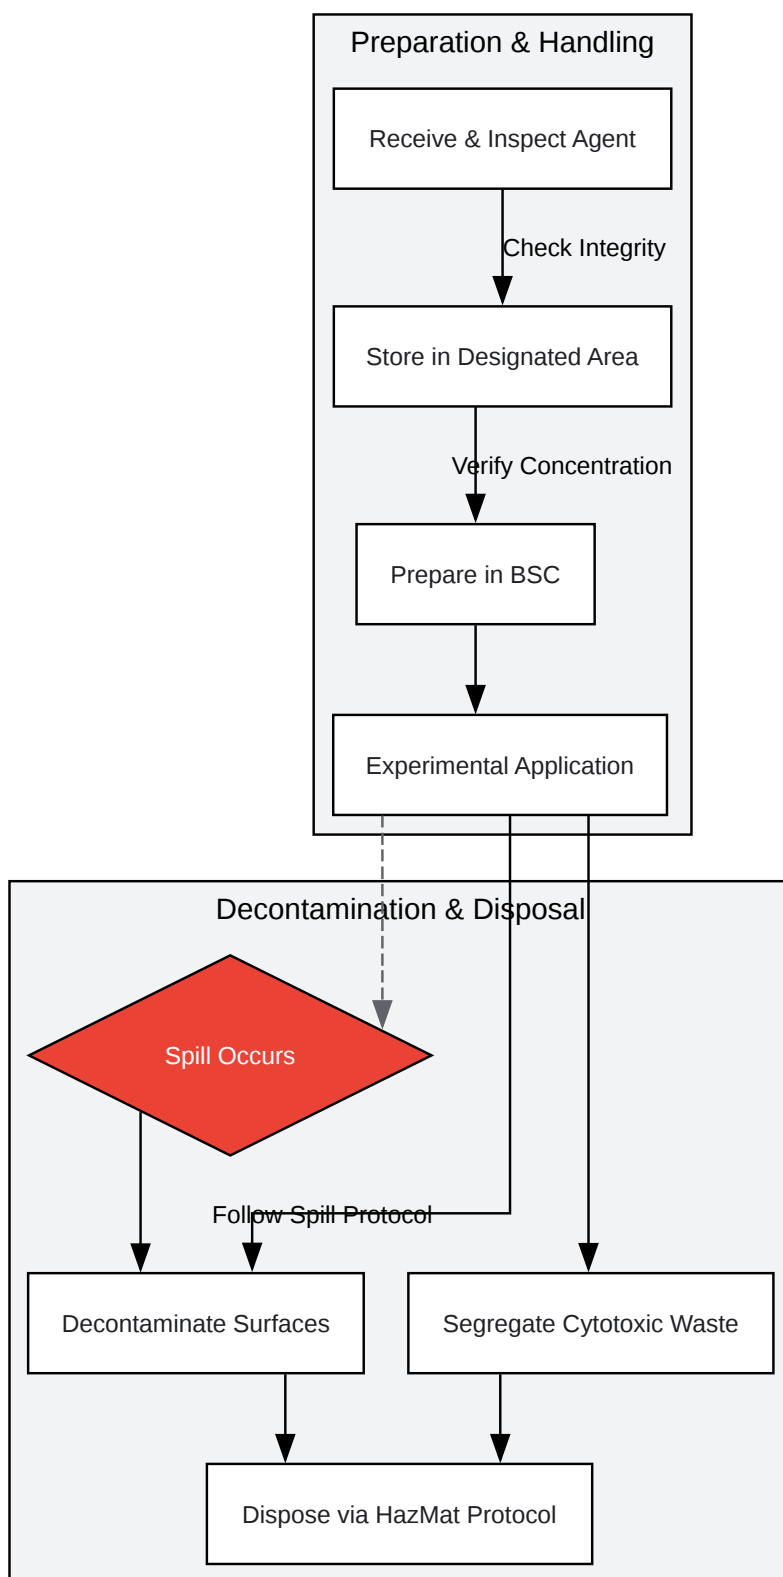 Preparation & Handling
Receive & Inspect Agent
Check Integrity
Store in Designated Area
Verify Concentration
Prepare in BSC
Experimental Application
Decontamination & Disposal
Spill Occurs
Follow Spill Protocol
Decontaminate Surfaces
Segregate Cytotoxic Waste
Dispose via HazMat Protocol